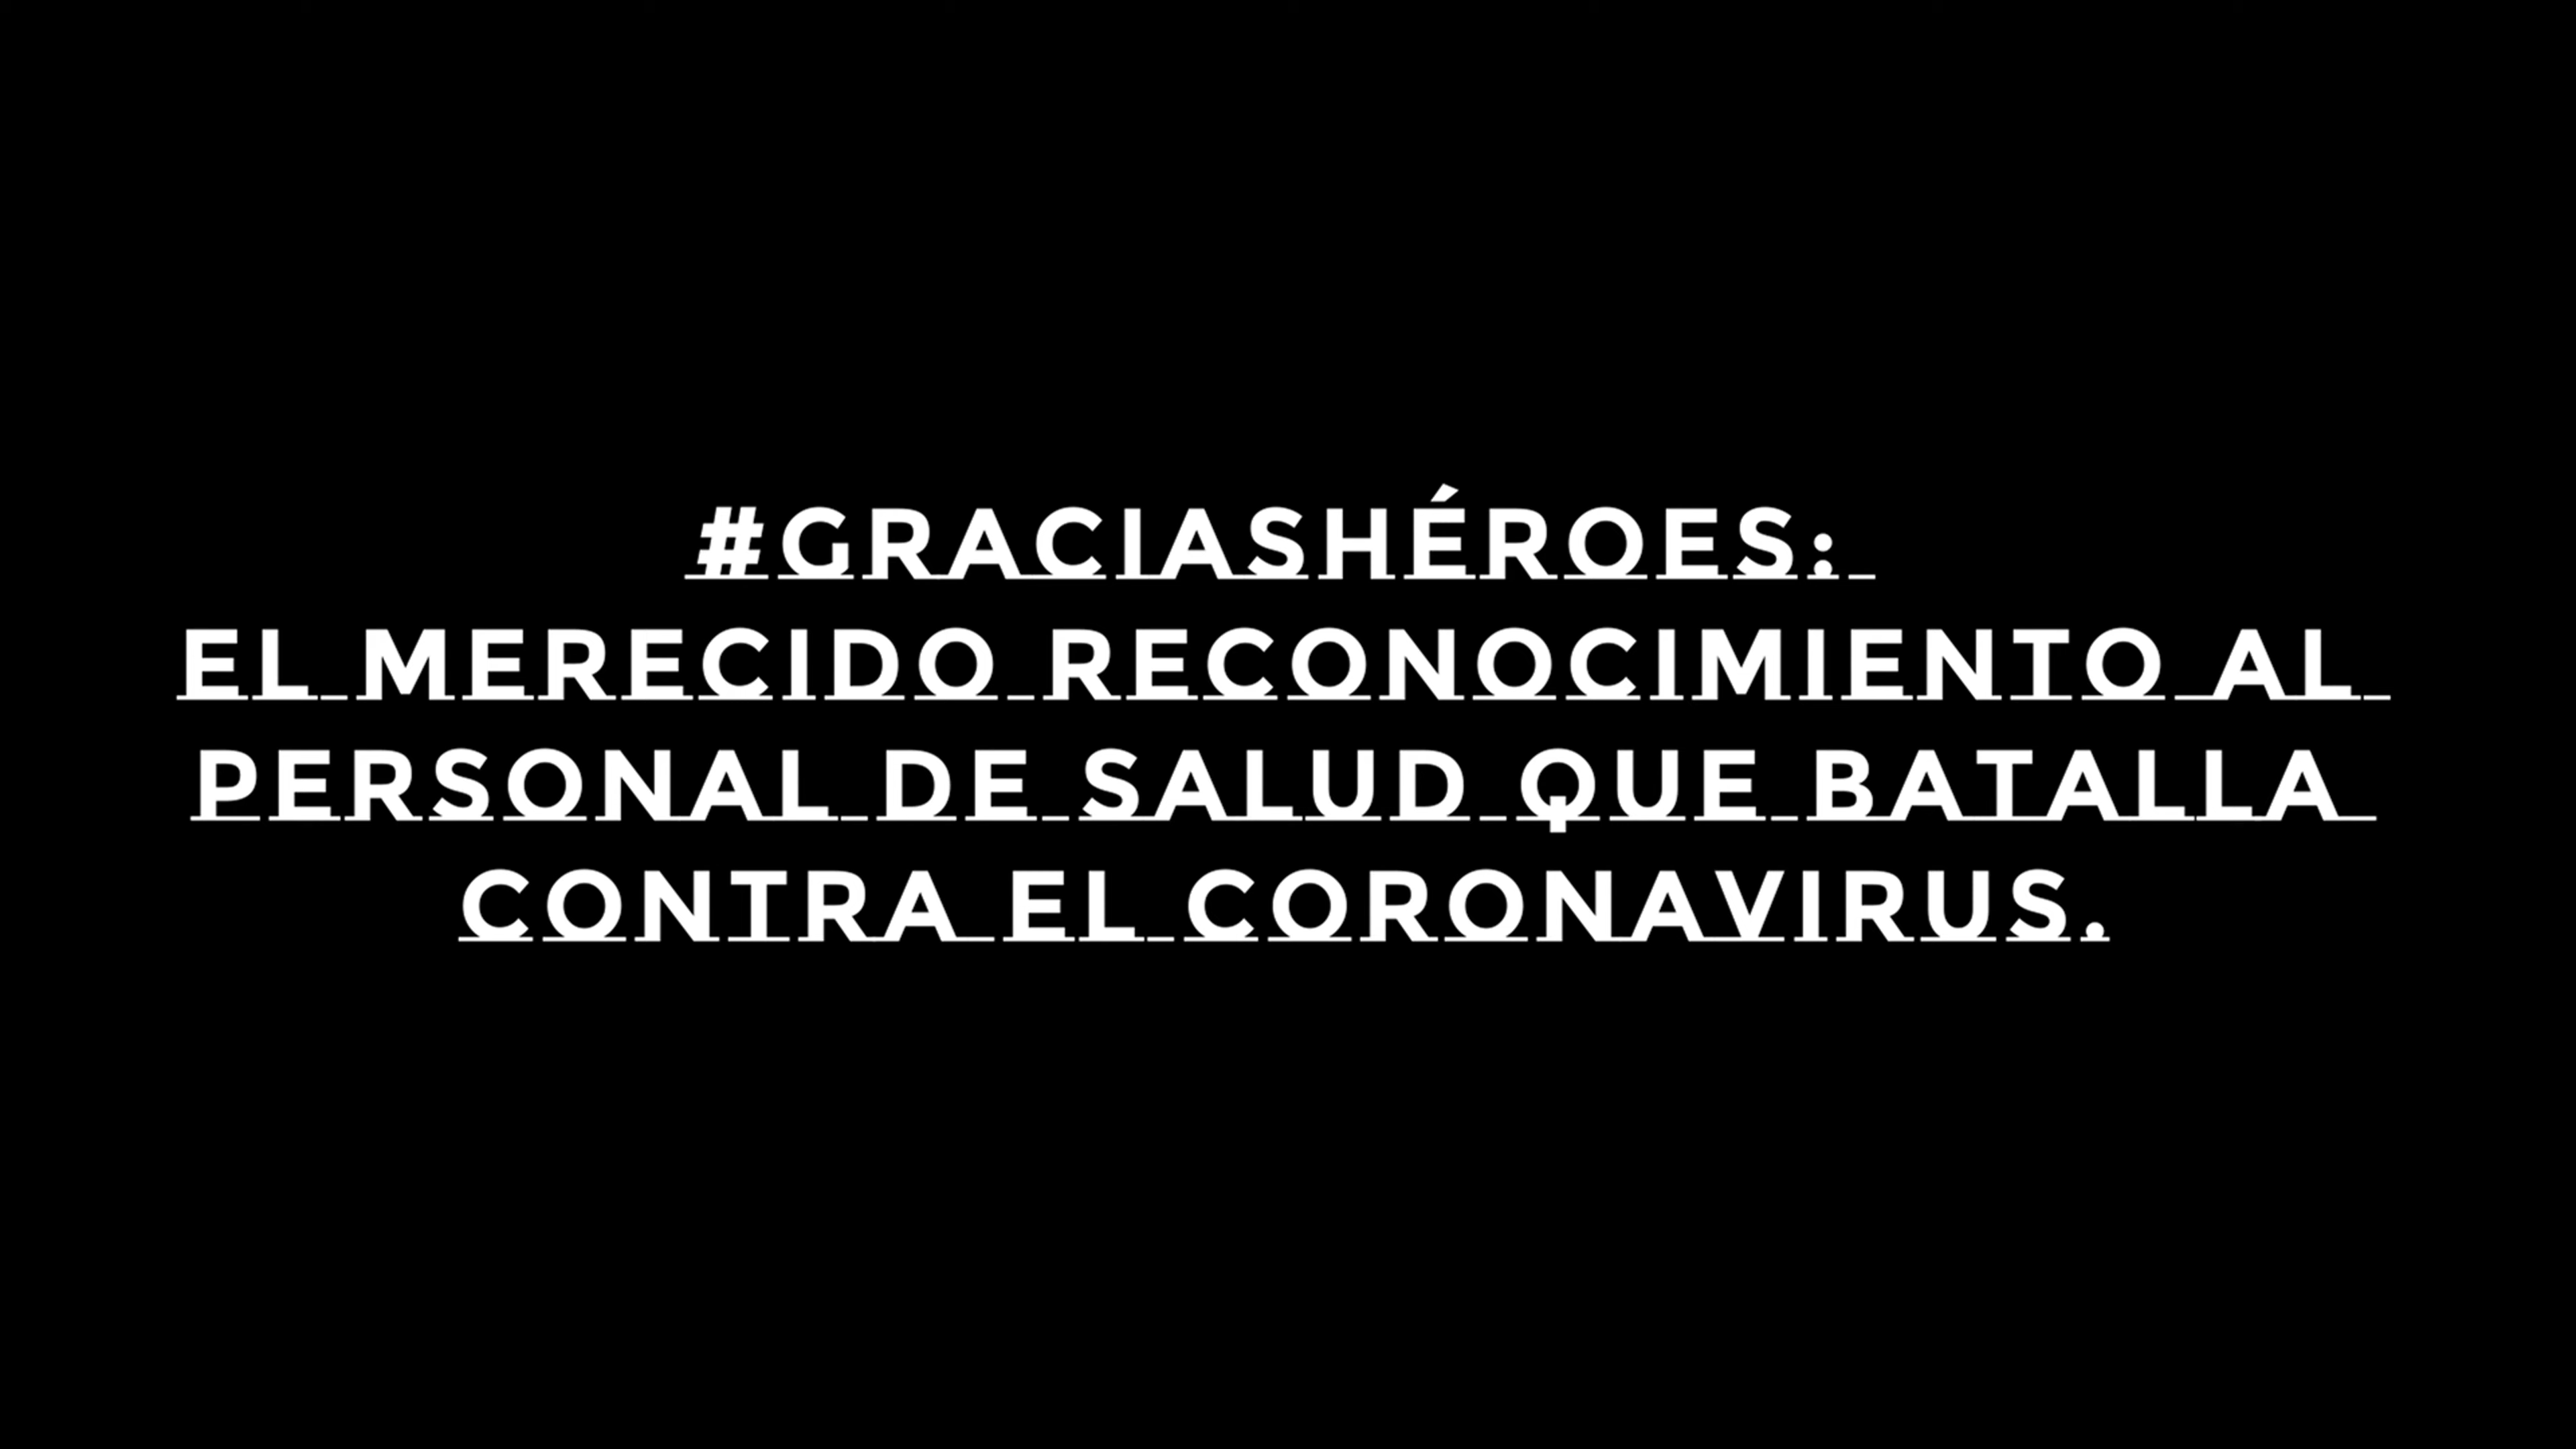 #GRACIASHÉROES:
EL MERECIDO RECONOCIMIENTO AL
PERSONAL DE SALUD QUE BATALLA
CONTRA EL CORONAVIRUS.